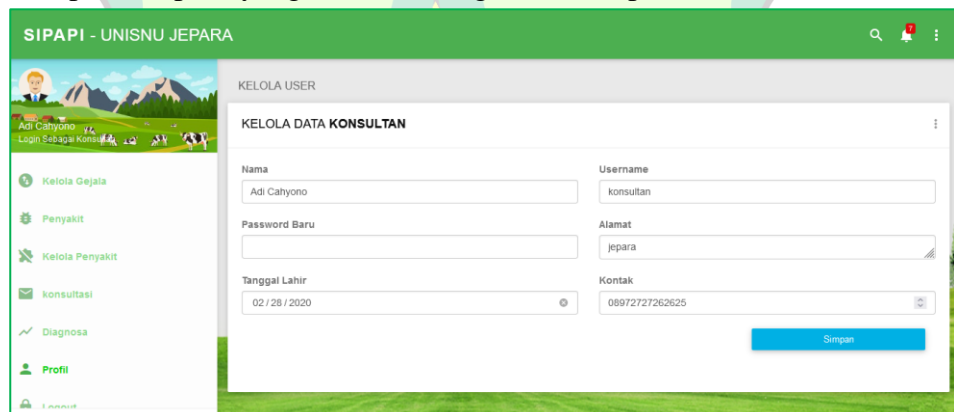 SIPAPI - UNISNU JEPARA
7
Adi Cahyono
Login Sebagai Konsultan
Kelola Gejala
Penyakit
Kelola Penyakit
konsultasi
Diagnosa
Profil
Logout
KELOLA USER
KELOLA DATA KONSULTAN
Nama
Username
Adi Cahyono
konsultan
Password Baru
Alamat
jepara
Tanggal Lahir
Kontak
02 / 28 / 2020
08972727262625
Simpan